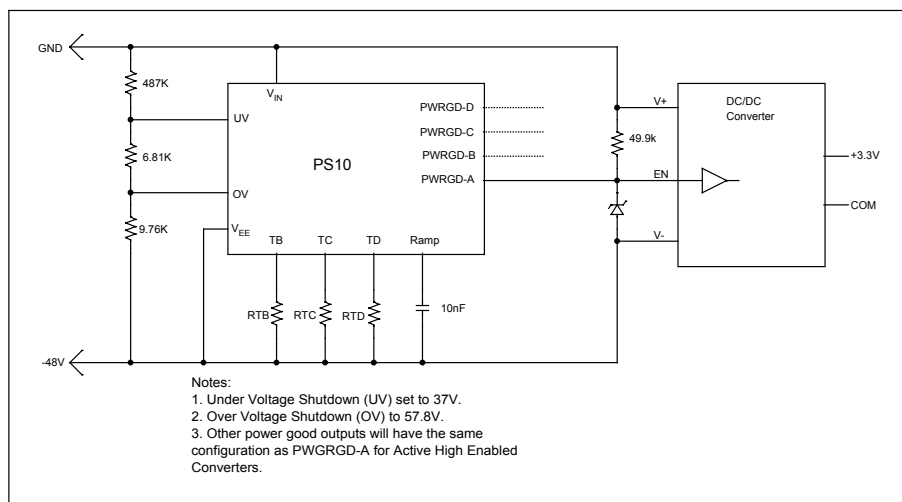 GND
487K
6.81K
9.76K
-48V
V_IN
UV
OV
V_EE
PS10
PWRGD-D
PWRGD-C
PWRGD-B
PWRGD-A
TB
TC
TD
Ramp
RTB
RTC
RTD
10nF
49.9k
V+
EN
V-
DC/DC
Converter
+3.3V
COM
Notes:
1. Under Voltage Shutdown (UV) set to 37V.
2. Over Voltage Shutdown (OV) to 57.8V.
3. Other power good outputs will have the same
configuration as PWGRGD-A for Active High Enabled
Converters.